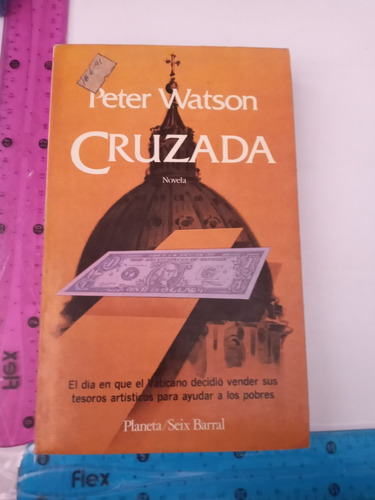 Peter Watson
CRUZADA
Novela
El día en que el Vaticano decidió vender sus
tesoros artísticos para ayudar a los pobres
Planeta/Seix Barral
flex
Flex